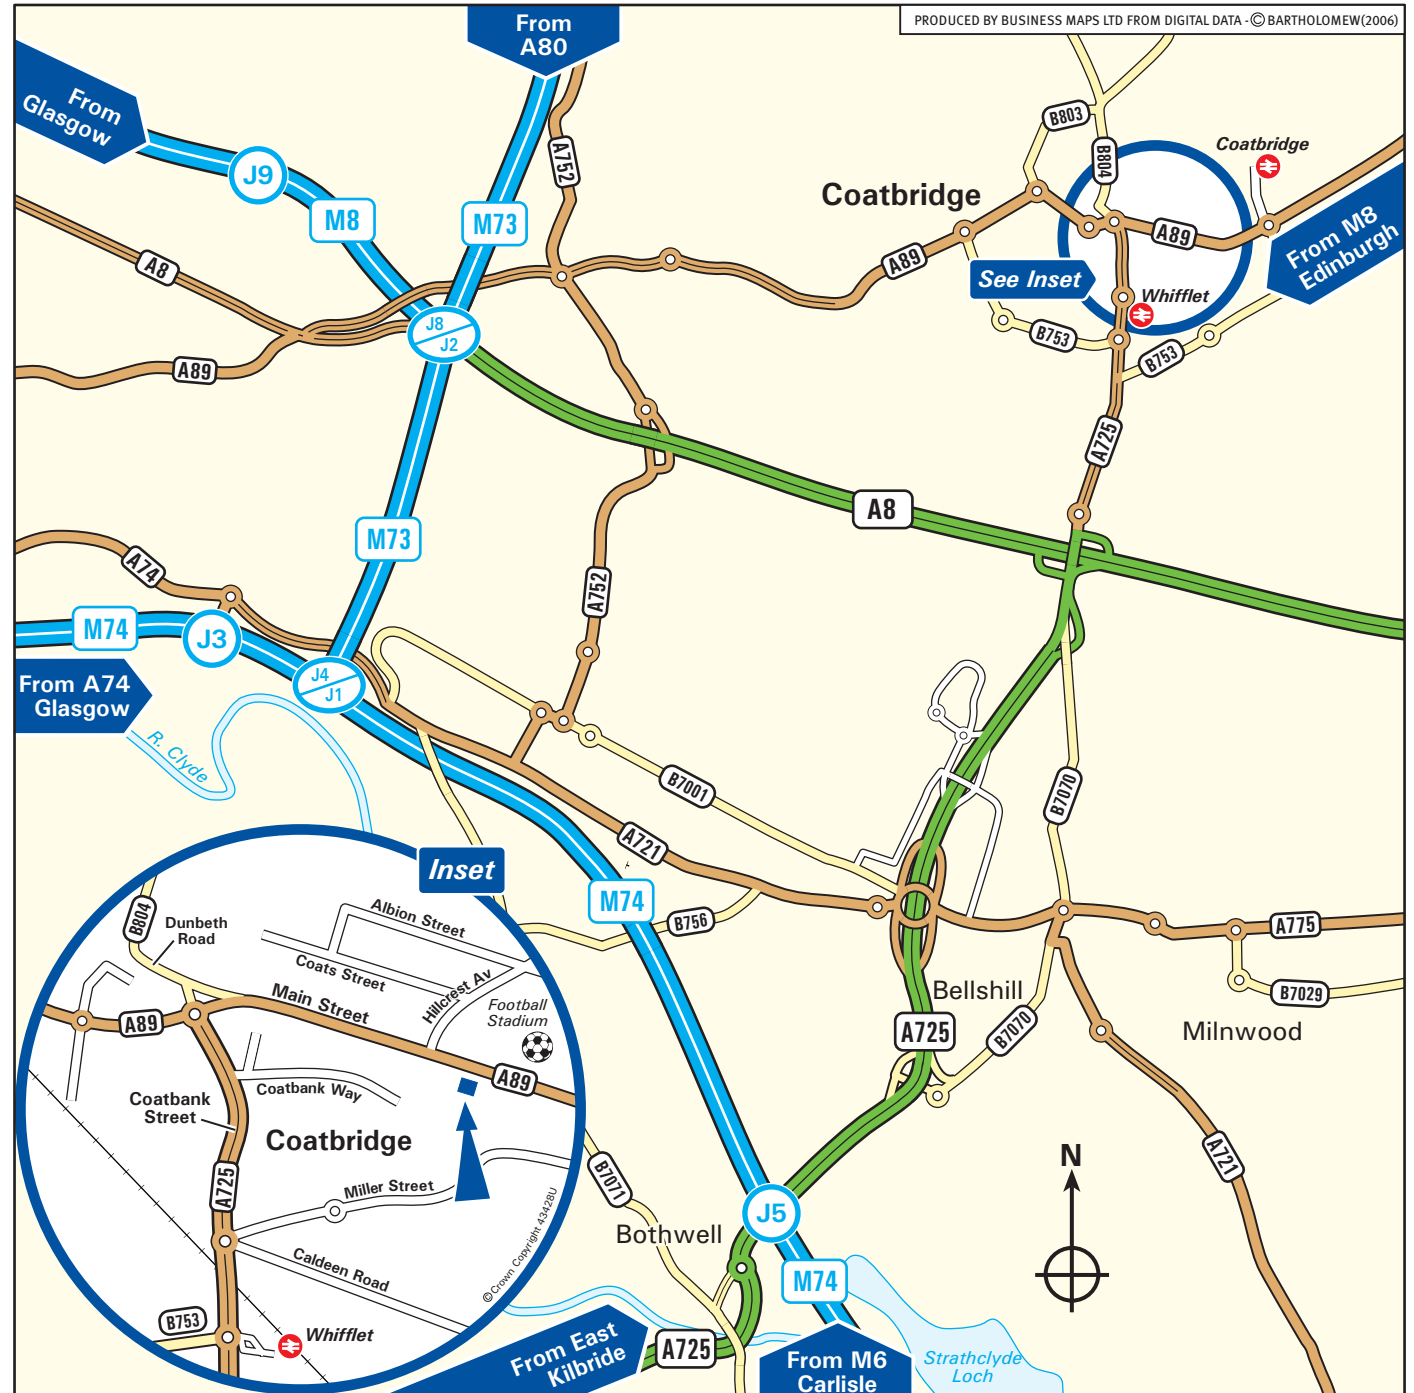 PRODUCED BY BUSINESS MAPS LTD FROM DIGITAL DATA - © BARTHOLOMEW(2006)
From
A80
From
Glasgow
J9
M8
M73
A752
B803
B804
Coatbridge
Coatbridge
A89
A89
From M8
Edinburgh
See Inset
Whifflet
B753
B753
A8
A89
J8
J2
A725
A8
M73
A74
A752
M74
J3
J4
J1
From A74
Glasgow
R. Clyde
B7001
B7070
A721
M74
B756
A775
B7029
Bellshill
Milnwood
A725
B7070
A721
B7071
Bothwell
J5
M74
N
From East
Kilbride
A725
From M6
Carlisle
Strathclyde
Loch
Inset
B804
Dunbeth
Road
Albion Street
Coats Street
Hillcrest Av
Main Street
Football
Stadium
A89
A89
Coatbank Way
Coatbank
Street
Coatbridge
A725
Miller Street
Caldeen Road
©Crown Copyright 43428U
B753
Whifflet